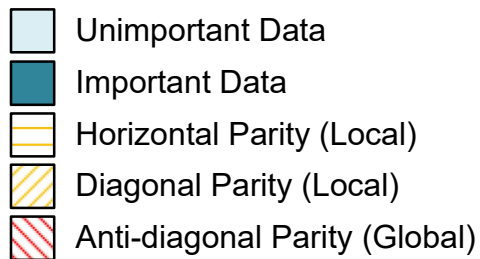 Unimportant Data
Important Data
Horizontal Parity (Local)
Diagonal Parity (Local)
Anti-diagonal Parity (Global)